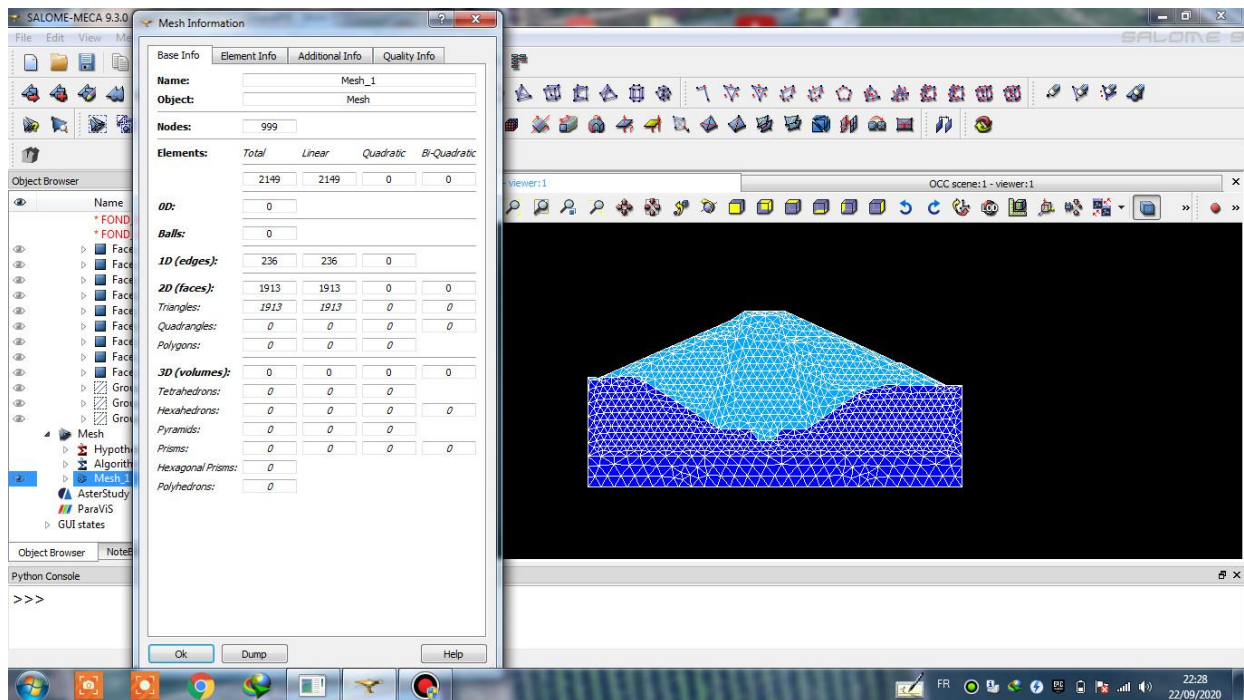 SALOME-MECA 9.3.0
Mesh Information
File Edit View Me
SALOME 9
Base Info Element Info Additional Info Quality Info
Name: Mesh_1
Object: Mesh
Nodes: 999
Elements: Total Linear Quadratic Bi-Quadratic
2149 2149 0 0
0D: 0
Balls: 0
1D (edges): 236 236 0
2D (faces): 1913 1913 0 0
Triangles: 1913 1913 0 0
Quadrangles: 0 0 0 0
Polygons: 0 0 0
3D (volumes): 0 0 0 0
Tetrahedrons: 0 0 0
Hexahedrons: 0 0 0 0
Pyramids: 0 0 0
Prisms: 0 0 0 0
Hexagonal Prisms: 0
Polyhedrons: 0
Ok Dump Help
Object Browser
Name
* FOND_
* FOND_
Face
Face
Face
Face
Face
Face
Face
Face
Face
Grou
Grou
Grou
Mesh
Hypoth
Algorith
Mesh_1
AsterStudy
ParaViS
GUI states
Object Browser NoteB
viewer:1 OCC scene:1 - viewer:1
Python Console
>>>
FR
22:28
22/09/2020